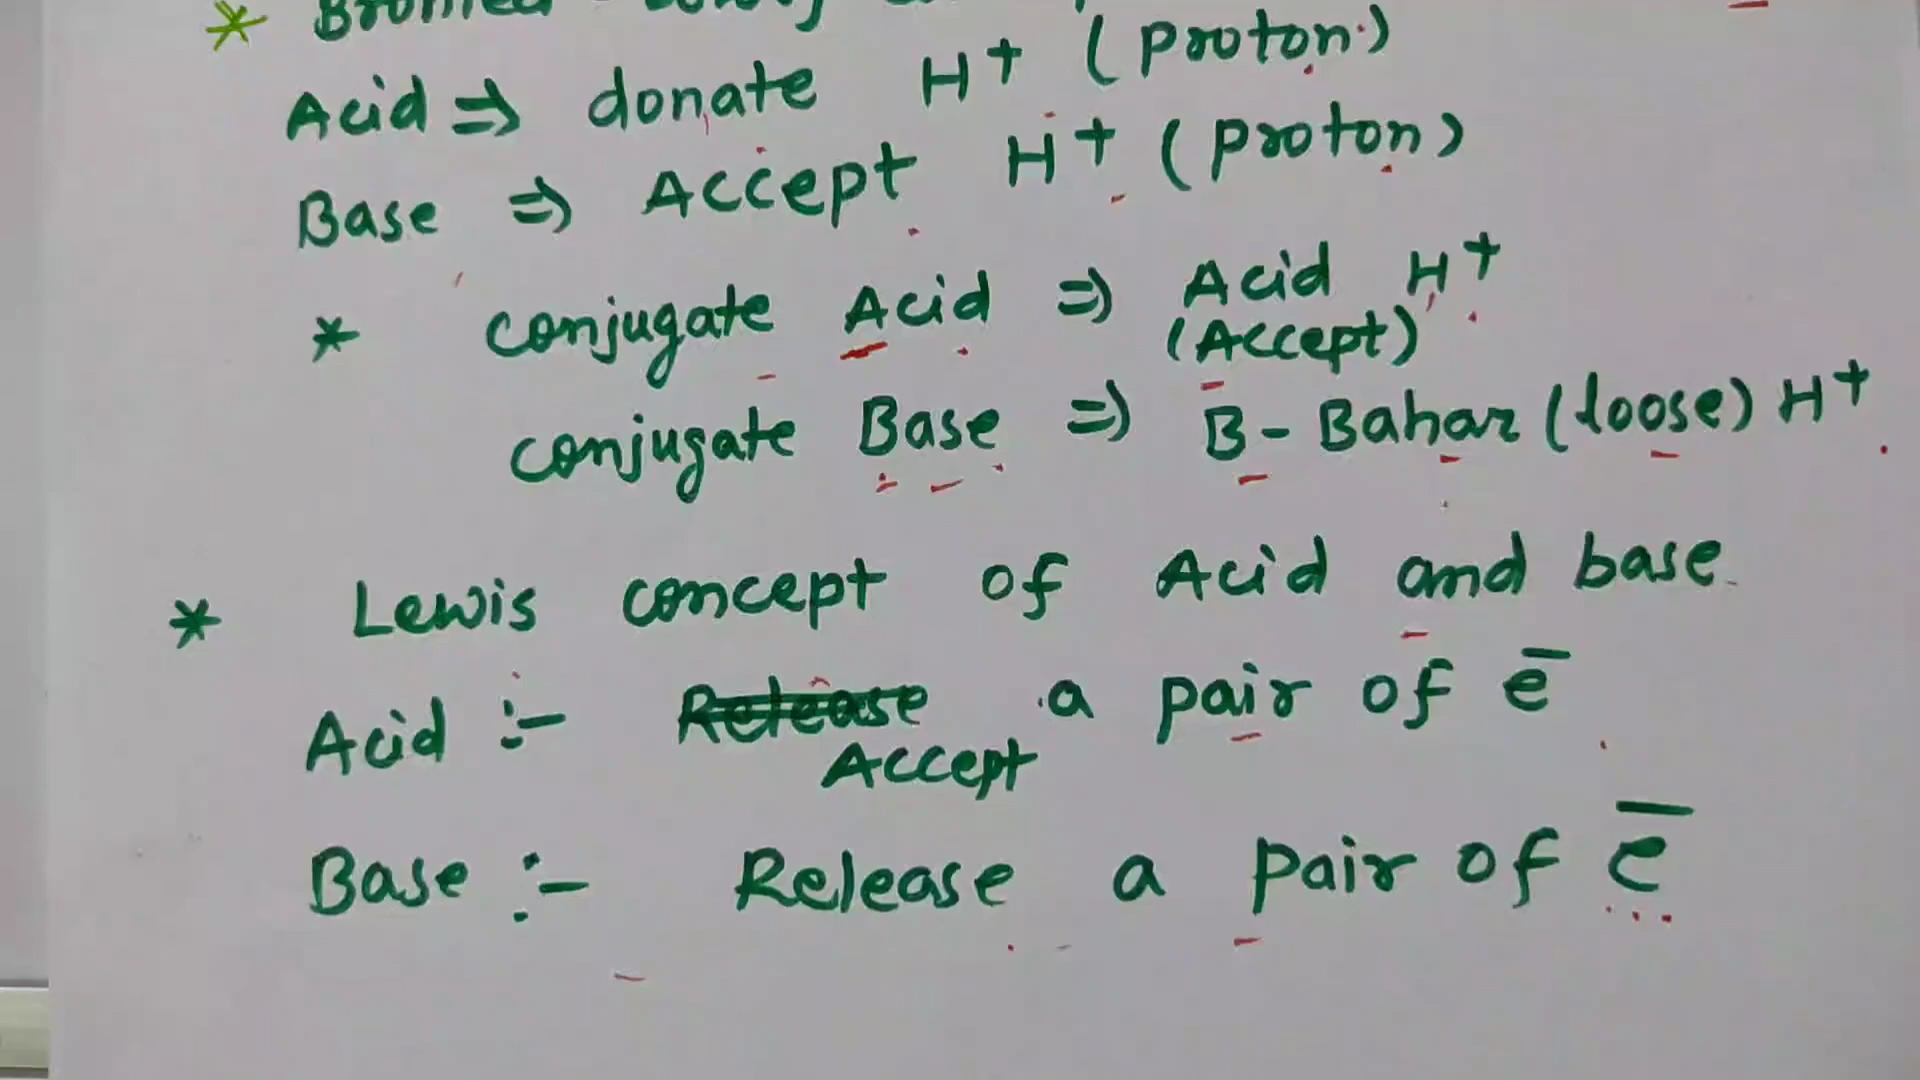 * 
Acid ⇒ donate H+ (proton)
Base ⇒ Accept H+ (proton)
* conjugate Acid ⇒ Acid H+
(Accept)
conjugate Base ⇒ B- Bahar (loose) H+
* Lewis concept of Acid and base
Acid :- Release a pair of e̅
Accept
Base :- Release a pair of e̅